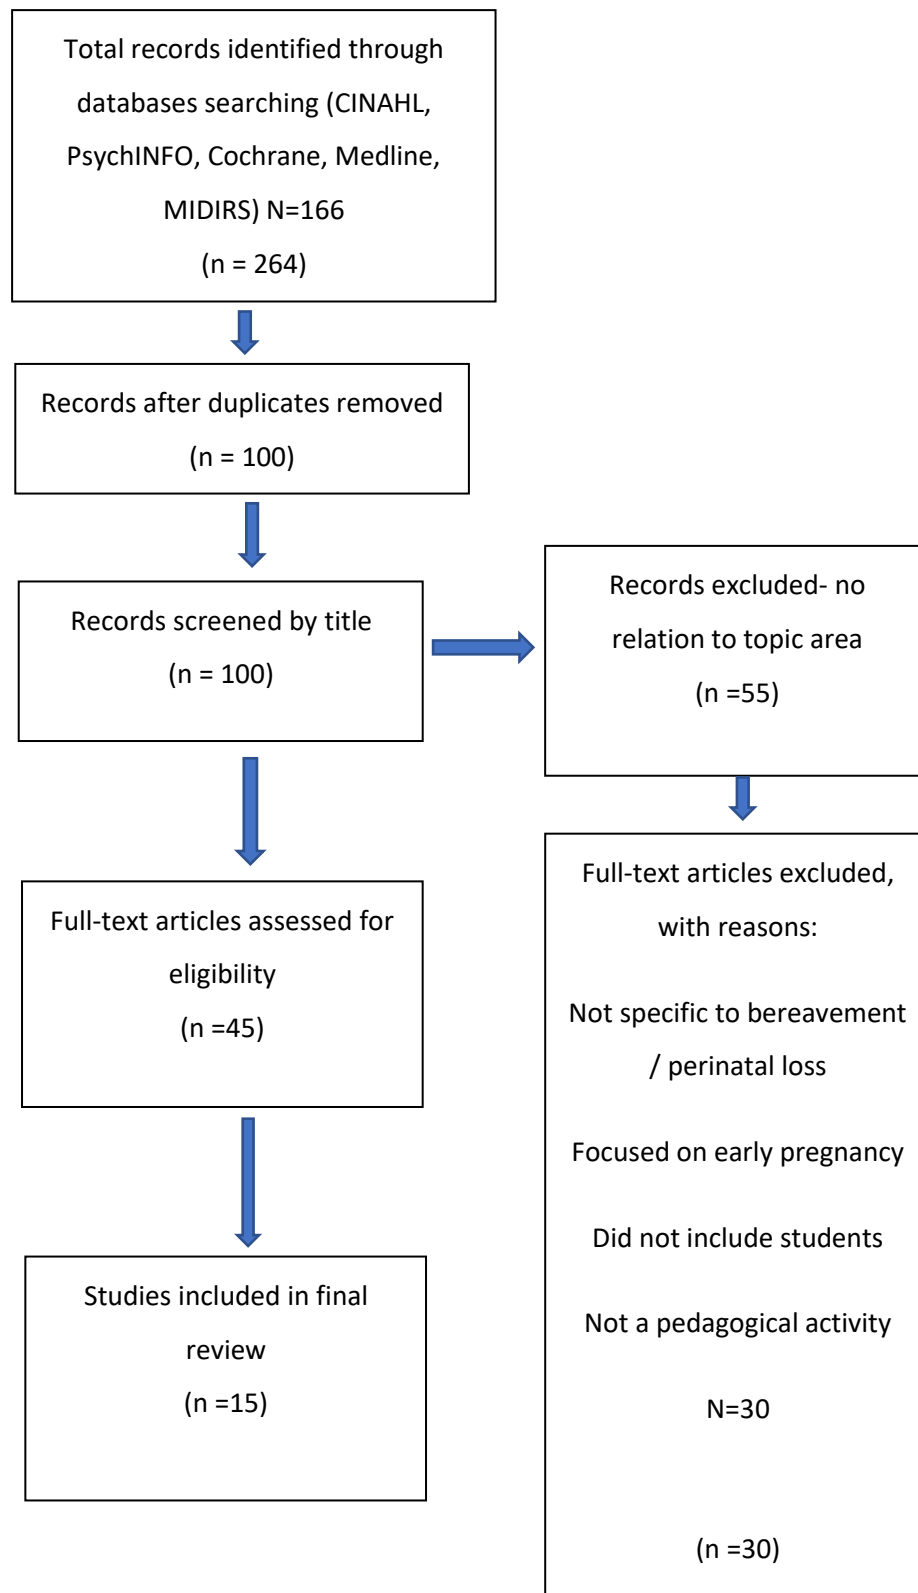 Total records identified through
databases searching (CINAHL,
PsychINFO, Cochrane, Medline,
MIDIRS) N=166
(n = 264)
Records after duplicates removed
(n = 100)
Records screened by title
(n = 100)
Records excluded- no
relation to topic area
(n =55)
Full-text articles assessed for
eligibility
(n =45)
Full-text articles excluded,
with reasons:
Not specific to bereavement
/ perinatal loss
Focused on early pregnancy
Did not include students
Not a pedagogical activity
N=30
(n =30)
Studies included in final
review
(n =15)